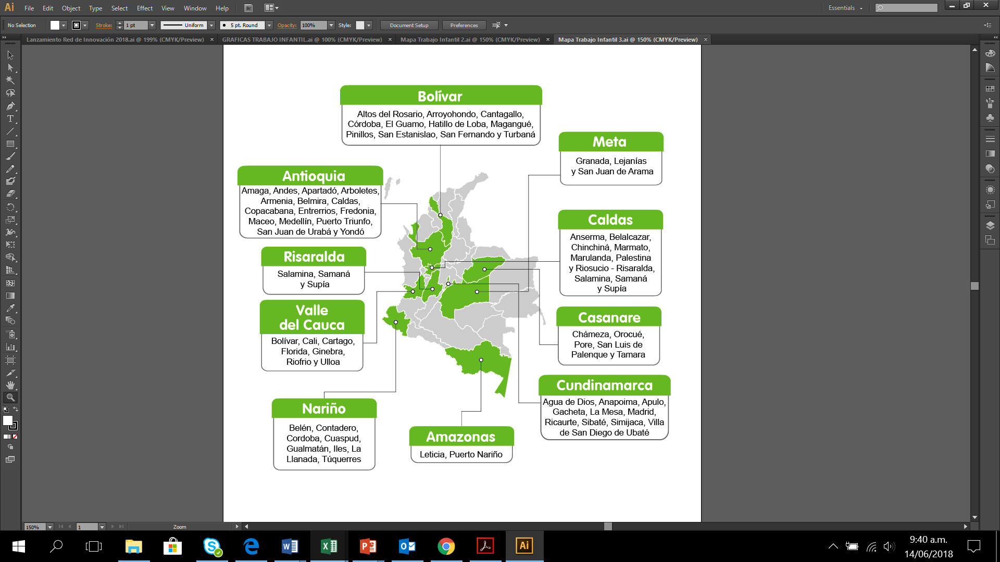 Ai File Edit Object Type Select Effect View Window Help Br
Essentials
No Selection Stroke: 1 pt Uniform 5 pt. Round Opacity: 100% Style: Document Setup Preferences
Lanzamiento Red de Innovación 2018.ai @ 199% (CMYK/Preview) × GRAFICAS TRABAJO INFANTIL.ai @ 100% (CMYK/Preview) × Mapa Trabajo Infantil 2.ai @ 150% (CMYK/Preview) × Mapa Trabajo Infantil 3.ai @ 150% (CMYK/Preview) ×
Bolívar
Altos del Rosario, Arroyohondo, Cantagallo,
Córdoba, El Guamo, Hatillo de Loba, Magangué,
Pinillos, San Estanislao, San Fernando y Turbaná
Meta
Granada, Lejanías
y San Juan de Arama
Antioquia
Amaga, Andes, Apartadó, Arboletes,
Armenia, Belmira, Caldas,
Copacabana, Entrerrios, Fredonia,
Maceo, Medellín, Puerto Triunfo,
San Juan de Urabá y Yondó
Caldas
Anserma, Belalcazar,
Chinchiná, Marmato,
Marulanda, Palestina
y Riosucio - Risaralda,
Salamina, Samaná
y Supía
Risaralda
Salamina, Samaná
y Supía
Valle
del Cauca
Bolívar, Cali, Cartago,
Florida, Ginebra,
Riofrio y Ulloa
Casanare
Chámeza, Orocué,
Pore, San Luis de
Palenque y Tamara
Cundinamarca
Agua de Dios, Anapoima, Apulo,
Gacheta, La Mesa, Madrid,
Ricaurte, Sibaté, Simijaca, Villa
de San Diego de Ubaté
Nariño
Belén, Contadero,
Cordoba, Cuaspud,
Gualmatán, Iles, La
Llanada, Túquerres
Amazonas
Leticia, Puerto Nariño
150% 1 Zoom
9:40 a.m.
14/06/2018
Ai